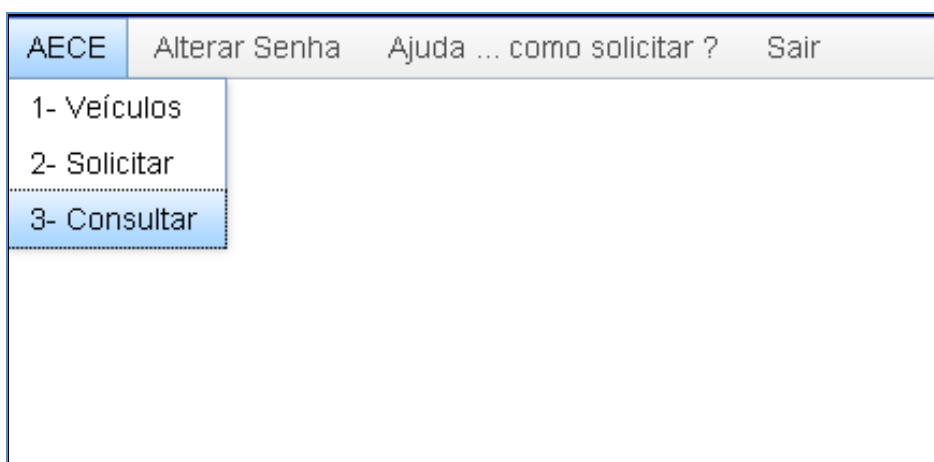 AECE Alterar Senha Ajuda ... como solicitar ? Sair
1- Veículos
2- Solicitar
3- Consultar